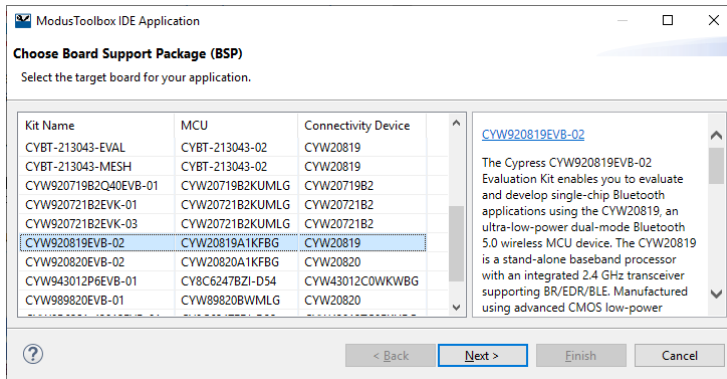 ModusToolbox IDE Application
Choose Board Support Package (BSP)
Select the target board for your application.
Kit Name MCU Connectivity Device
CYBT-213043-EVAL CYBT-213043-02 CYW20819
CYBT-213043-MESH CYBT-213043-02 CYW20819
CYW920719B2Q40EVB-01 CYW20719B2KUMLG CYW20719B2
CYW920721B2EVK-01 CYW20721B2KUMLG CYW20721B2
CYW920721B2EVK-03 CYW20721B2KUMLG CYW20721B2
CYW920819EVB-02 CYW20819A1KFBG CYW20819
CYW920820EVB-02 CYW20820A1KFBG CYW20820
CYW943012P6EVB-01 CY8C6247BZI-D54 CYW43012C0WKWBG
CYW989820EVB-01 CYW89820BWMLG CYW20820
CYW920819EVB-02
The Cypress CYW920819EVB-02
Evaluation Kit enables you to evaluate
and develop single-chip Bluetooth
applications using the CYW20819, an
ultra-low-power dual-mode Bluetooth
5.0 wireless MCU device. The CYW20819
is a stand-alone baseband processor
with an integrated 2.4 GHz transceiver
supporting BR/EDR/BLE. Manufactured
using advanced CMOS low-power
? < Back Next > Finish Cancel